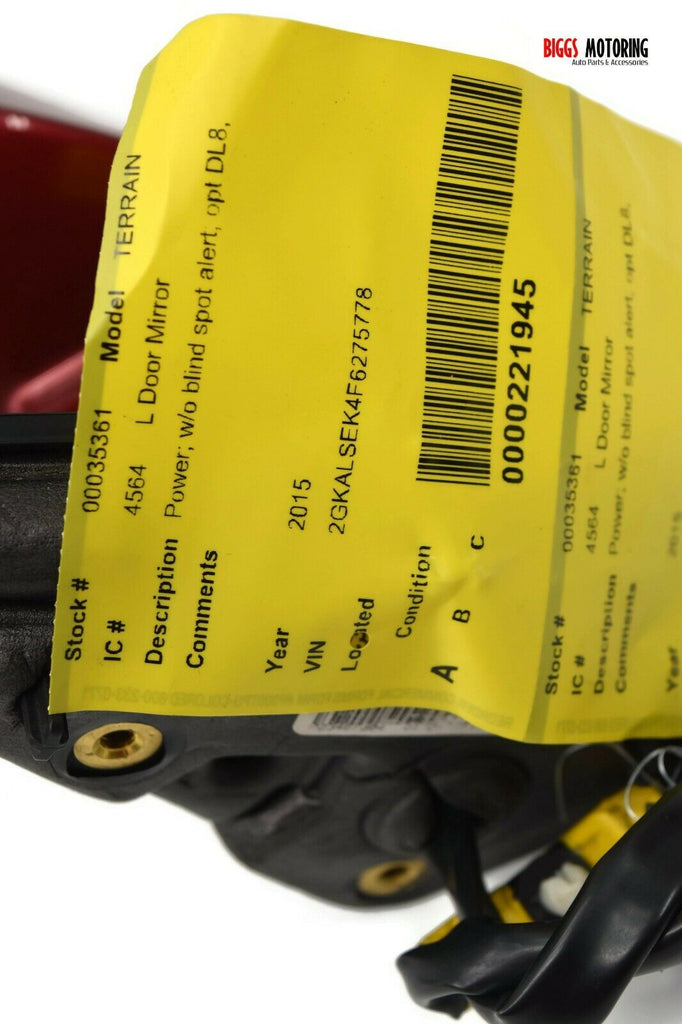 BIGGS MOTORING
Auto Parts & Accessories
Stock # 00035361 Model TERRAIN
IC # 4564 L Door Mirror
Description Power; w/o blind spot alert, opt DL8,
Comments
Year 2015
VIN 2GKALSEK4F6275778
Located
Condition
A B C
0000221945
Stock # 00035361 Model TERRAIN
IC # 4564 L Door Mirror
Description Power; w/o blind spot alert, opt DL8,
Comments
Year 2015